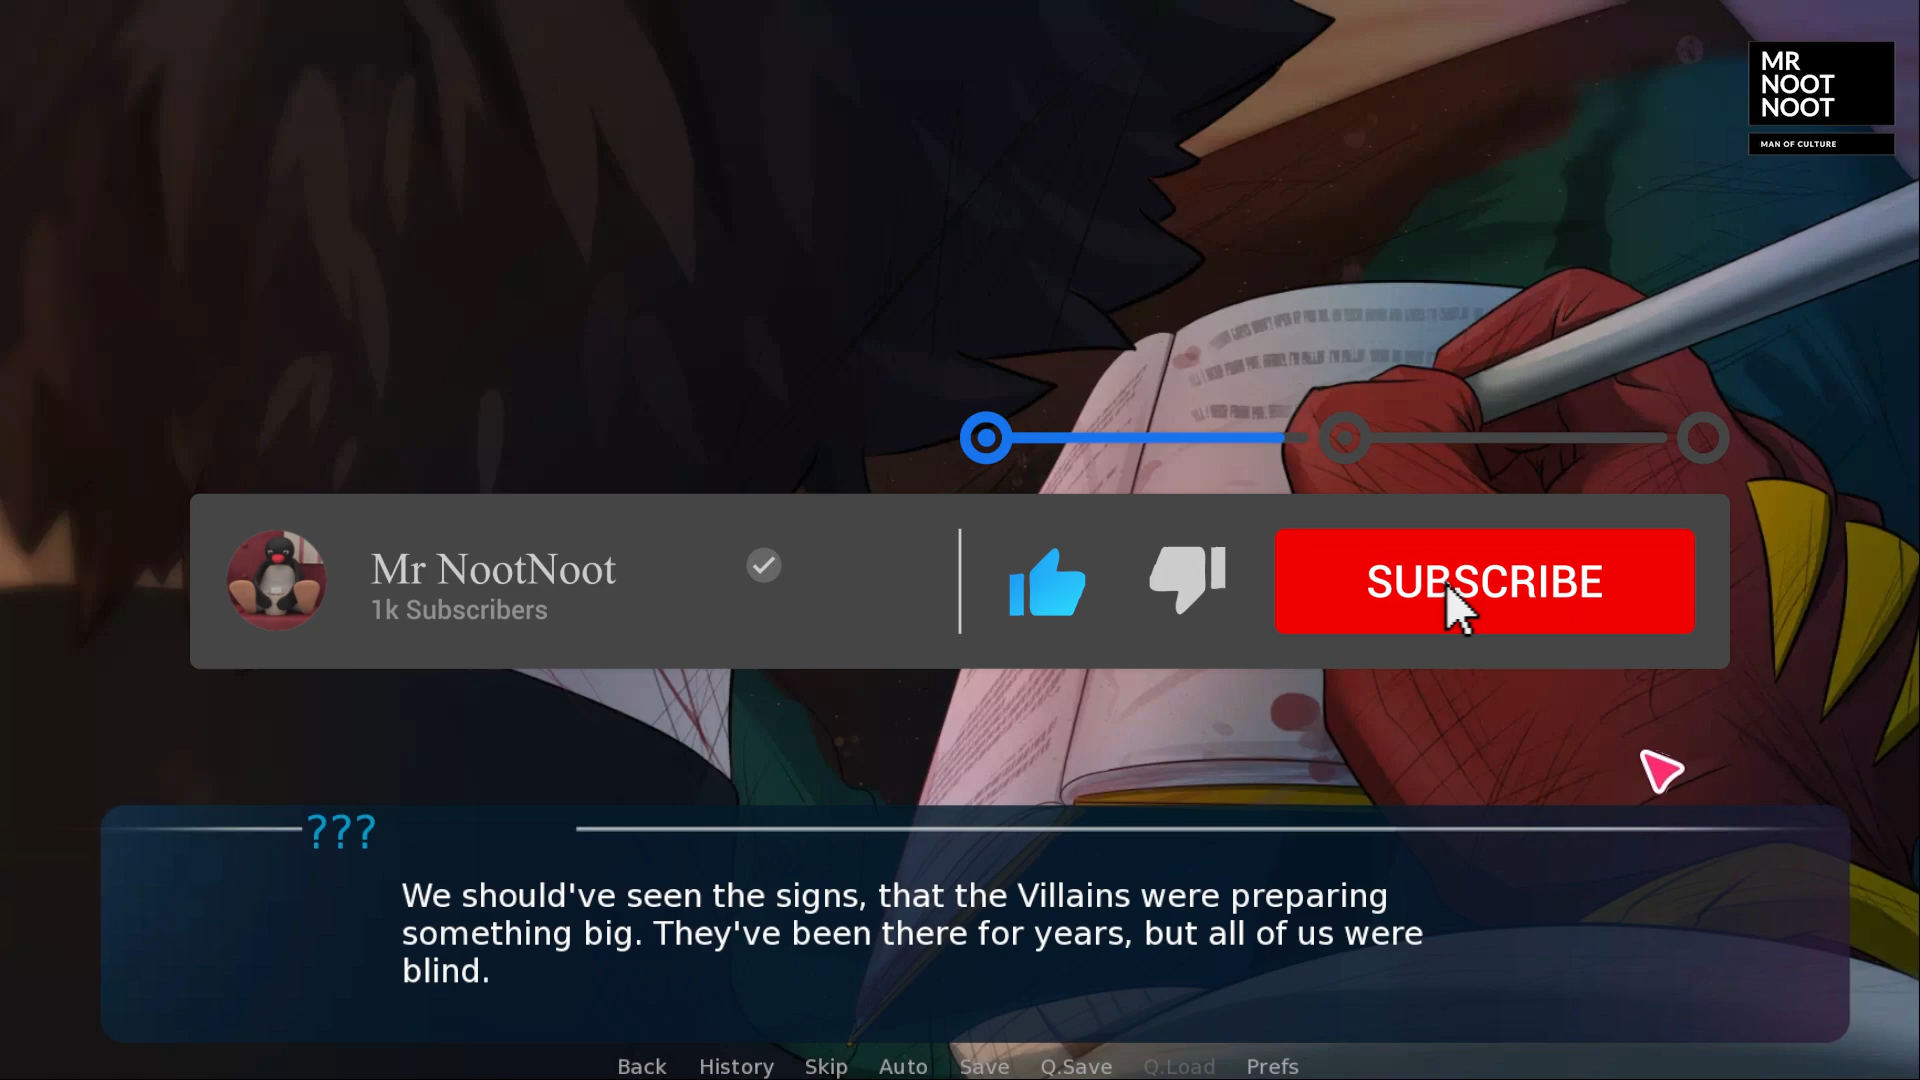 MR
NOOT
NOOT
MAN OF CULTURE
Mr NootNoot
1k Subscribers
SUBSCRIBE
???
We should've seen the signs, that the Villains were preparing
something big. They've been there for years, but all of us were
blind.
Back History Skip Auto Save Q.Save Q.Load Prefs